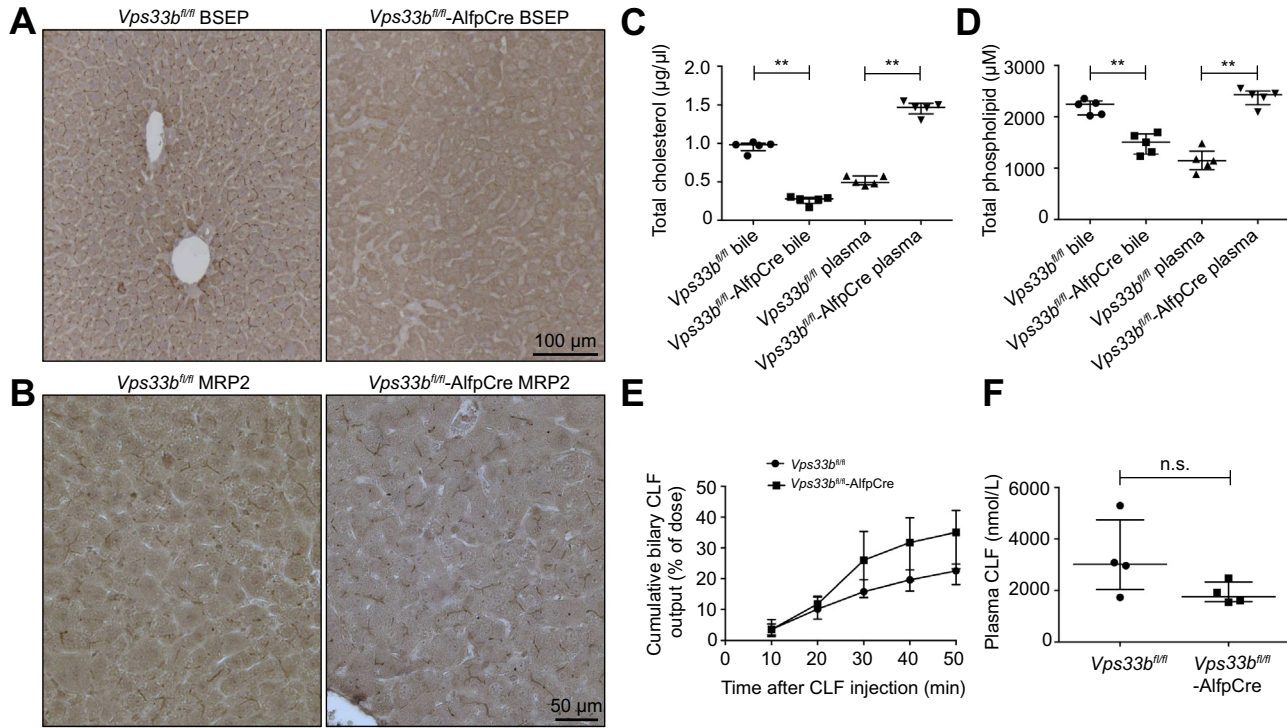 A
Vps33b^fl/fl BSEP
Vps33b^fl/fl-AlfpCre BSEP
100 µm
B
Vps33b^fl/fl MRP2
Vps33b^fl/fl-AlfpCre MRP2
50 µm
C
Total cholesterol (µg/µl)
2.0
1.5
1.0
0.5
0
**
**
Vps33b^fl/fl bile
Vps33b^fl/fl-AlfpCre bile
Vps33b^fl/fl plasma
Vps33b^fl/fl-AlfpCre plasma
D
Total phospholipid (µM)
3000
2000
1000
0
**
**
Vps33b^fl/fl bile
Vps33b^fl/fl-AlfpCre bile
Vps33b^fl/fl plasma
Vps33b^fl/fl-AlfpCre plasma
E
Vps33b^fl/fl
Vps33b^fl/fl-AlfpCre
Cumulative bilary CLF
output (% of dose)
50
40
30
20
10
0
0 10 20 30 40 50
Time after CLF injection (min)
F
n.s.
Plasma CLF (nmol/L)
6000
4000
2000
0
Vps33b^fl/fl
Vps33b^fl/fl
-AlfpCre